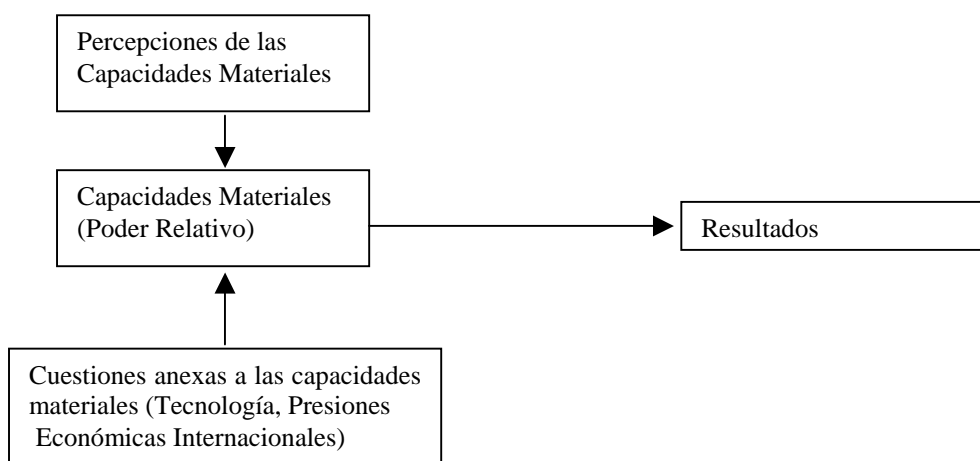 Percepciones de las
Capacidades Materiales
Capacidades Materiales
(Poder Relativo)
Resultados
Cuestiones anexas a las capacidades
materiales (Tecnología, Presiones
Económicas Internacionales)